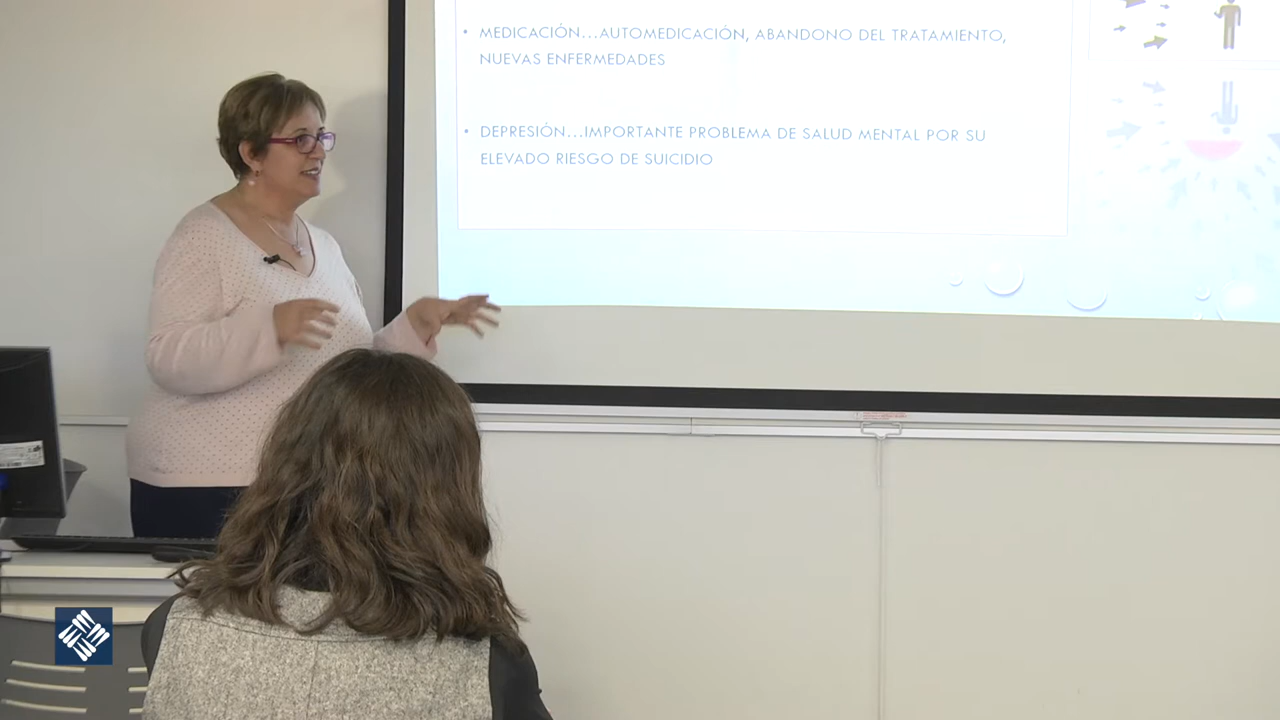 • MEDICACIÓN...AUTOMEDICACIÓN, ABANDONO DEL TRATAMIENTO,
NUEVAS ENFERMEDADES
• DEPRESIÓN...IMPORTANTE PROBLEMA DE SALUD MENTAL POR SU
ELEVADO RIESGO DE SUICIDIO